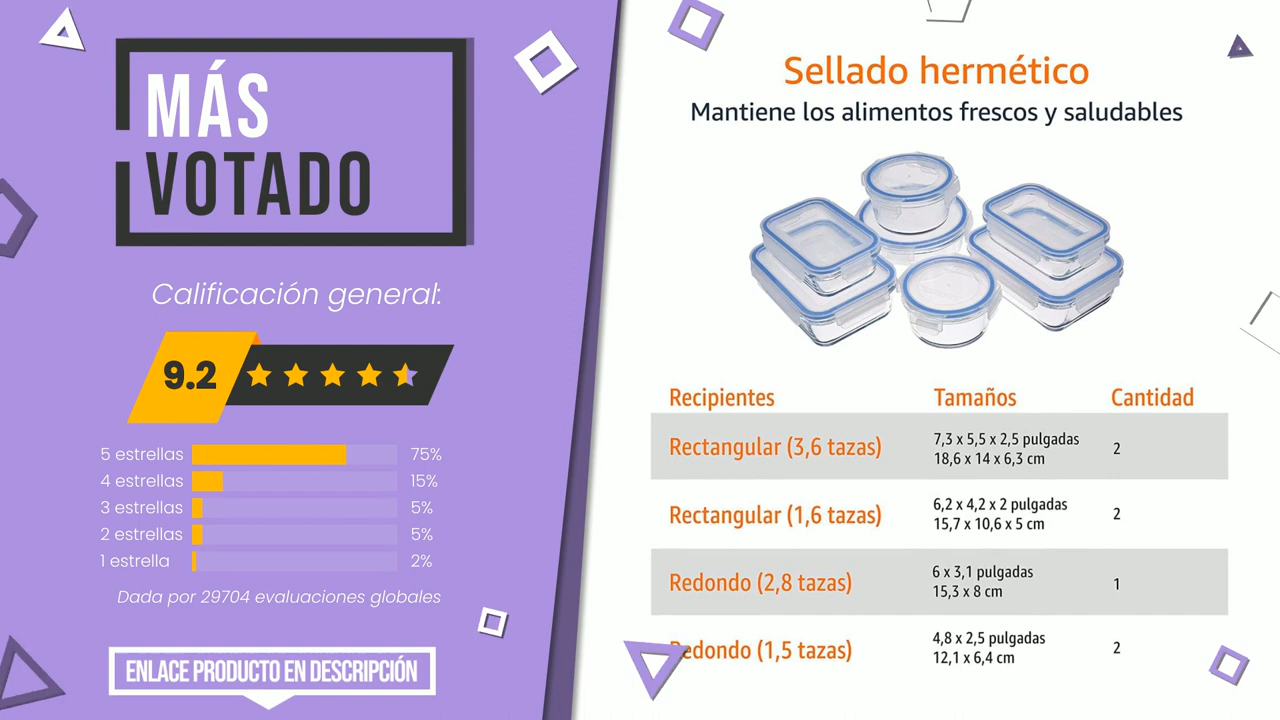 MÁS
VOTADO
Calificación general:
9.2
5 estrellas 75%
4 estrellas 15%
3 estrellas 5%
2 estrellas 5%
1 estrella 2%
Dada por 29704 evaluaciones globales
ENLACE PRODUCTO EN DESCRIPCIÓN
Sellado hermético
Mantiene los alimentos frescos y saludables
Recipientes Tamaños Cantidad
Rectangular (3,6 tazas) 7,3 x 5,5 x 2,5 pulgadas 2
18,6 x 14 x 6,3 cm
Rectangular (1,6 tazas) 6,2 x 4,2 x 2 pulgadas 2
15,7 x 10,6 x 5 cm
Redondo (2,8 tazas) 6 x 3,1 pulgadas 1
15,3 x 8 cm
Redondo (1,5 tazas) 4,8 x 2,5 pulgadas 2
12,1 x 6,4 cm